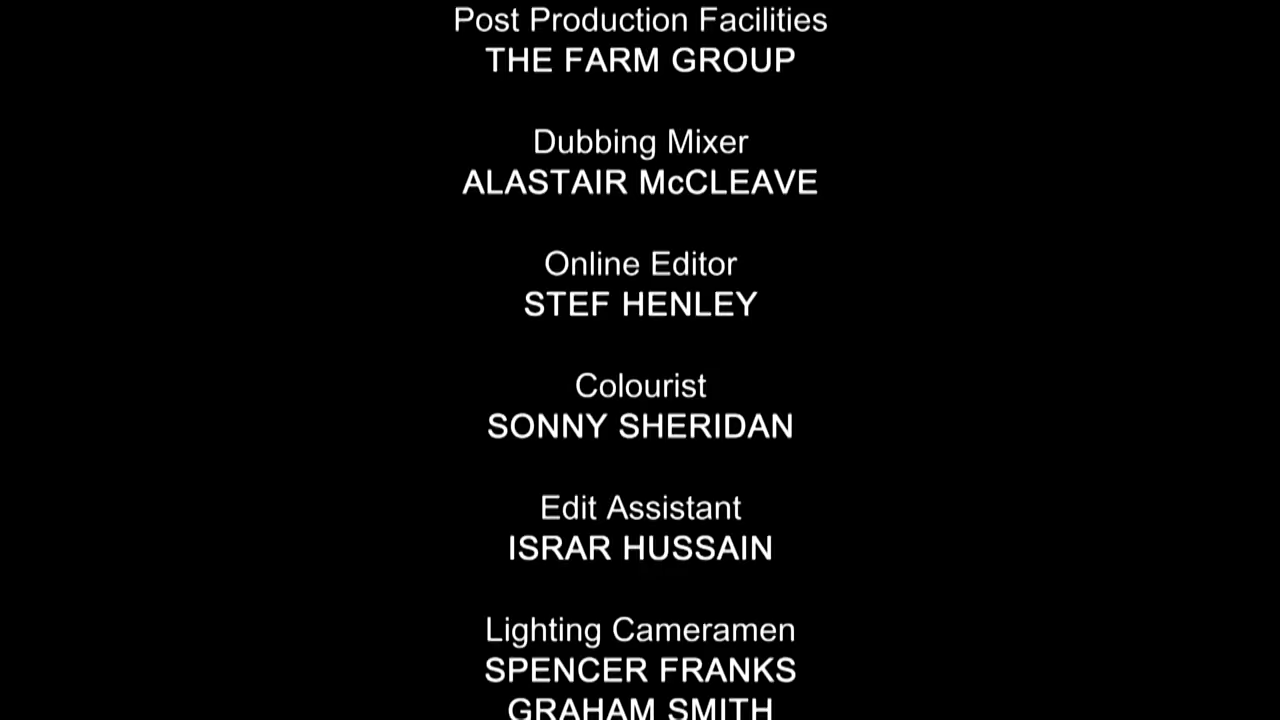 Post Production Facilities
THE FARM GROUP
Dubbing Mixer
ALASTAIR McCLEAVE
Online Editor
STEF HENLEY
Colourist
SONNY SHERIDAN
Edit Assistant
ISRAR HUSSAIN
Lighting Cameramen
SPENCER FRANKS
GRAHAM SMITH